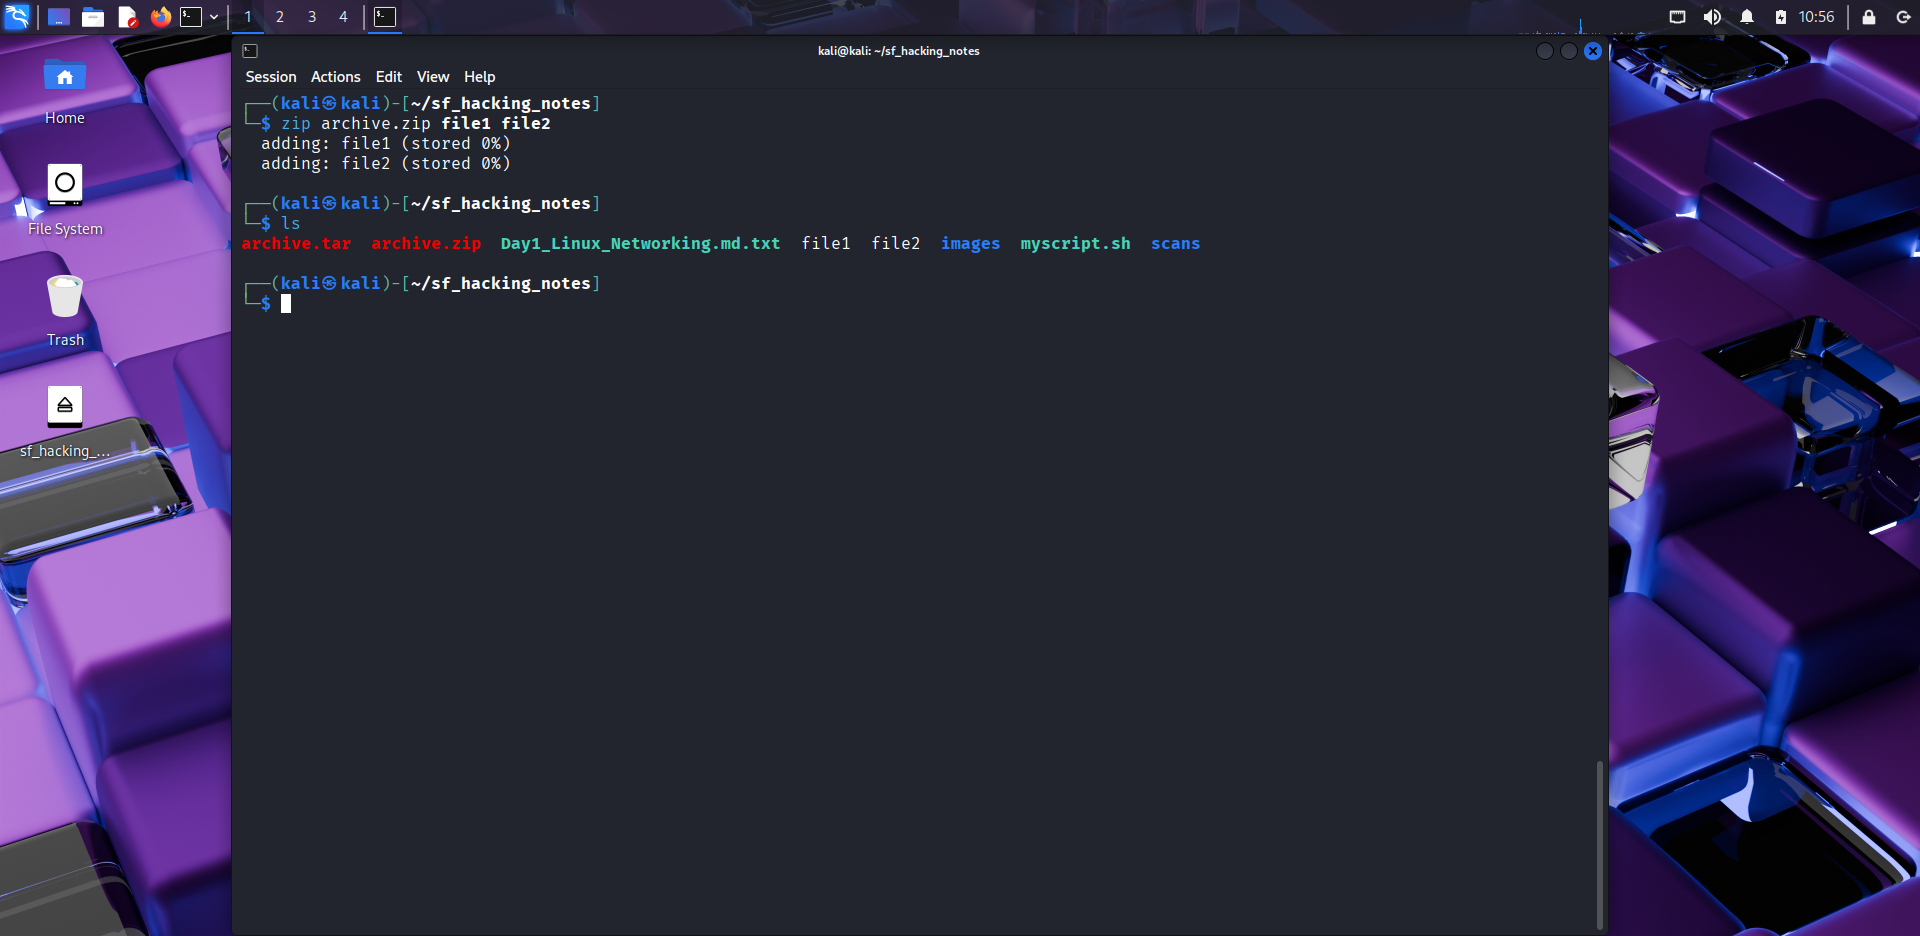 1 2 3 4
10:56
Home
File System
Trash
sf_hacking_...
kali@kali: ~/sf_hacking_notes
Session Actions Edit View Help
┌──(kali㉿kali)-[~/sf_hacking_notes]
└─$ zip archive.zip file1 file2
  adding: file1 (stored 0%)
  adding: file2 (stored 0%)
┌──(kali㉿kali)-[~/sf_hacking_notes]
└─$ ls
archive.tar  archive.zip  Day1_Linux_Networking.md.txt  file1  file2  images  myscript.sh  scans
┌──(kali㉿kali)-[~/sf_hacking_notes]
└─$